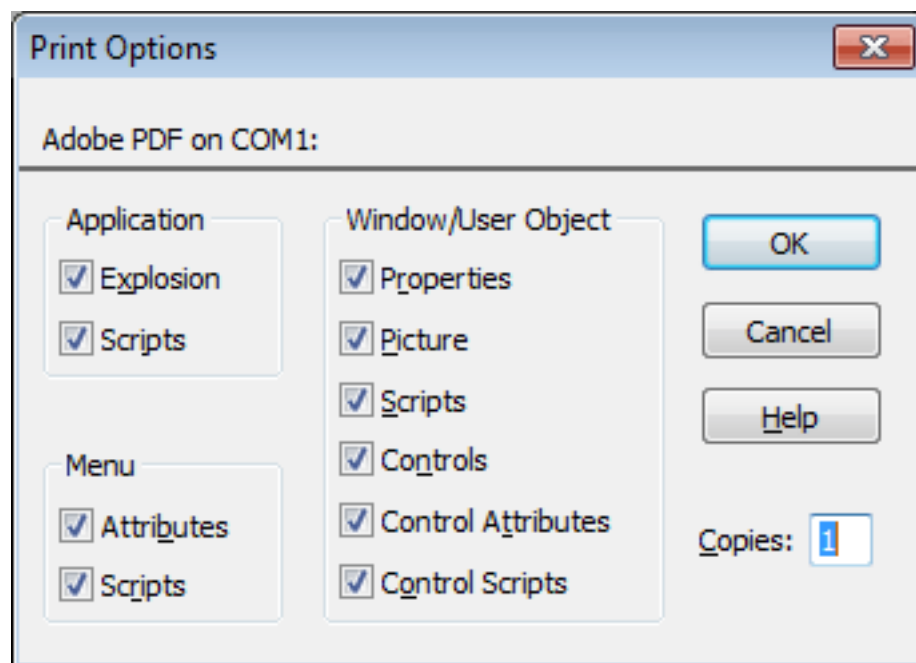 Print Options
Adobe PDF on COM1:
Application
Explosion
Scripts
Menu
Attributes
Scripts
Window/User Object
Properties
Picture
Scripts
Controls
Control Attributes
Control Scripts
OK
Cancel
Help
Copies: 1